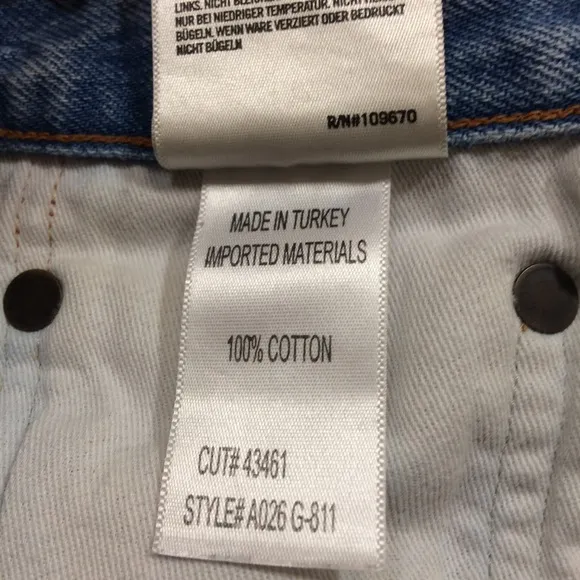 LINKS. NICHT
NUR BEI NIEDRIGER TEMPERATUR. NICHT
BÜGELN. WENN WARE VERZIERT ODER BEDRUCKT
NICHT BÜGELN
R/N#109670
MADE IN TURKEY
IMPORTED MATERIALS
100% COTTON
CUT# 43461
STYLE# A026 G-811